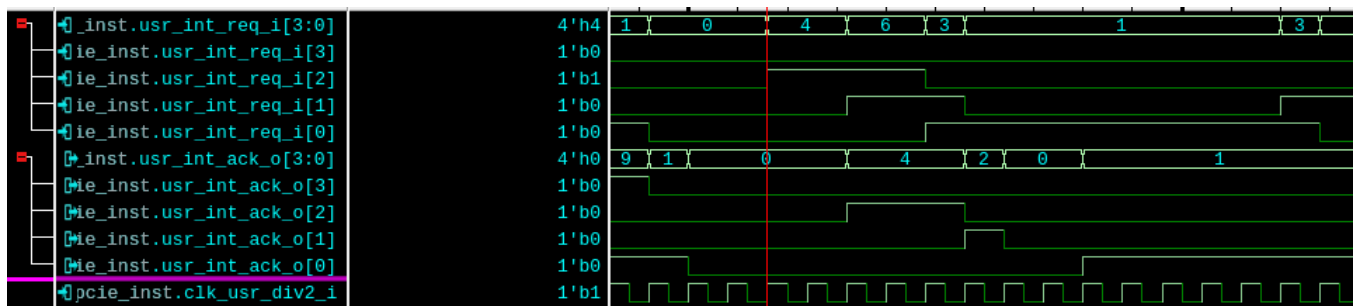 _inst.usr_int_req_i[3:0] 4'h4 1 0 4 6 3 1 3
ie_inst.usr_int_req_i[3] 1'b0
ie_inst.usr_int_req_i[2] 1'b1
ie_inst.usr_int_req_i[1] 1'b0
ie_inst.usr_int_req_i[0] 1'b0
_inst.usr_int_ack_o[3:0] 4'h0 9 1 0 4 2 0 1
ie_inst.usr_int_ack_o[3] 1'b0
ie_inst.usr_int_ack_o[2] 1'b0
ie_inst.usr_int_ack_o[1] 1'b0
ie_inst.usr_int_ack_o[0] 1'b0
pcie_inst.clk_usr_div2_i 1'b1